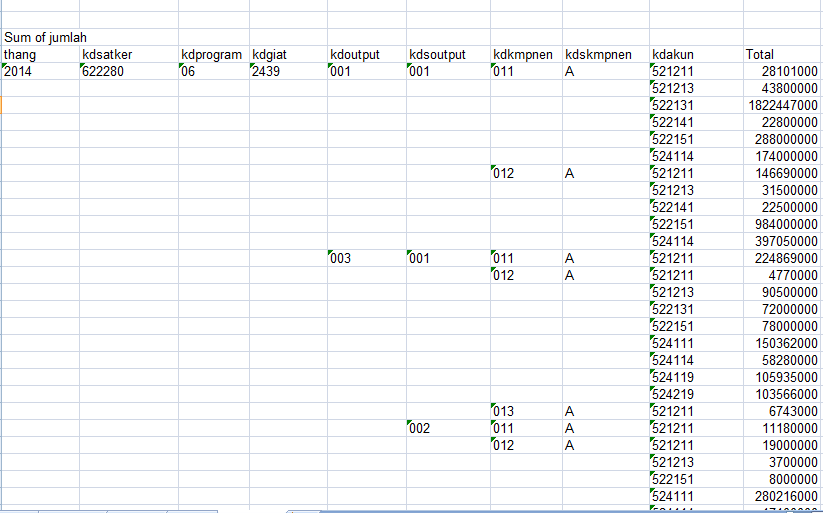 Sum of jumlah
thang kdsatker kdprogram kdgiat kdoutput kdsoutput kdkmpnen kdskmpnen kdakun Total
2014 622280 06 2439 001 001 011 A 521211 28101000
521213 43800000
522131 1822447000
522141 22800000
522151 288000000
524114 174000000
012 A 521211 146690000
521213 31500000
522141 22500000
522151 984000000
524114 397050000
003 001 011 A 521211 224869000
012 A 521211 4770000
521213 90500000
522131 72000000
522151 78000000
524111 150362000
524114 58280000
524119 105935000
524219 103566000
013 A 521211 6743000
002 011 A 521211 11180000
012 A 521211 19000000
521213 3700000
522151 8000000
524111 280216000